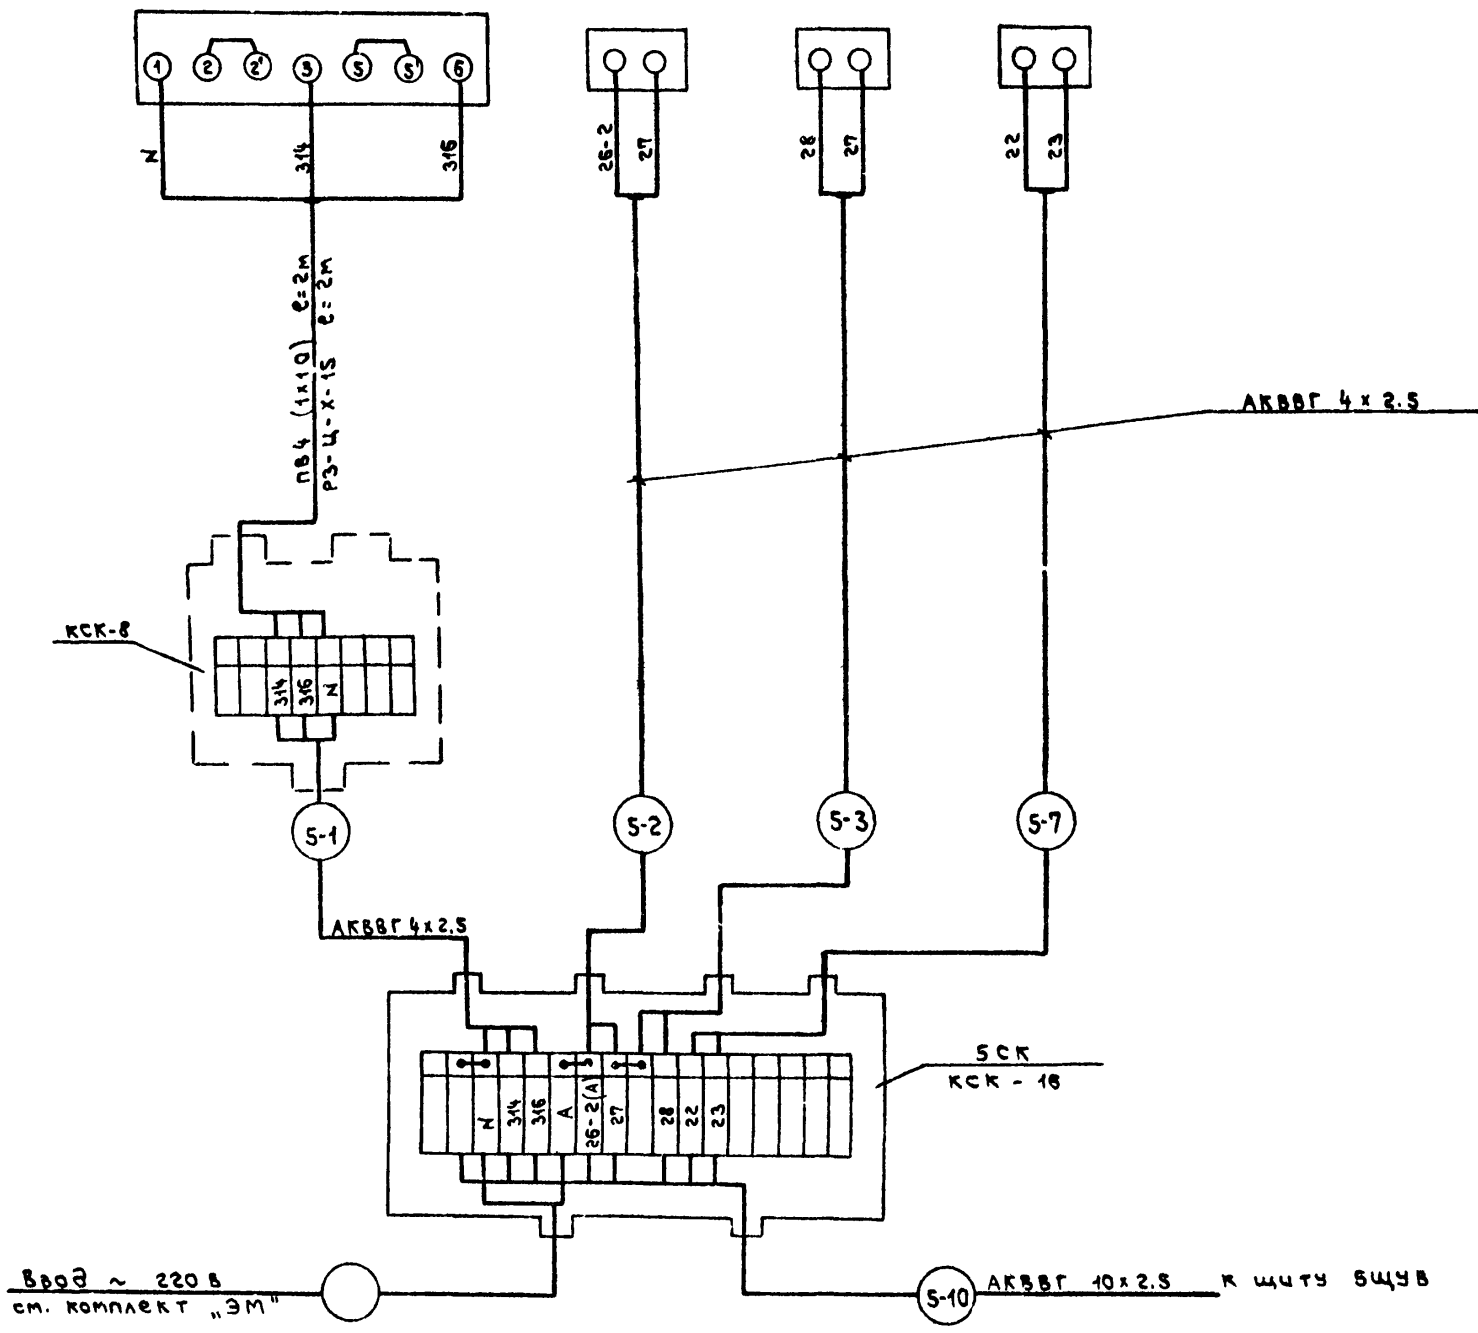 1 2 2' 3 5 5' 6
N 314 316
26-2 27
28 27
22 23
ПВ4 (1х10) ℓ=2м
РЗ-Ц-Х-15 ℓ=2м
АКВВГ 4х2.5
КСК-8
314 316 N
5-1
5-2
5-3
5-7
АКВВГ 4х2.5
5СК
КСК - 16
N 314 316 А 26-2(А) 27 28 22 23
Ввод ~ 220 В
см. комплект „ЭМ"
5-10
АКВВГ 10х2.5 К щиту 5ЩУВ